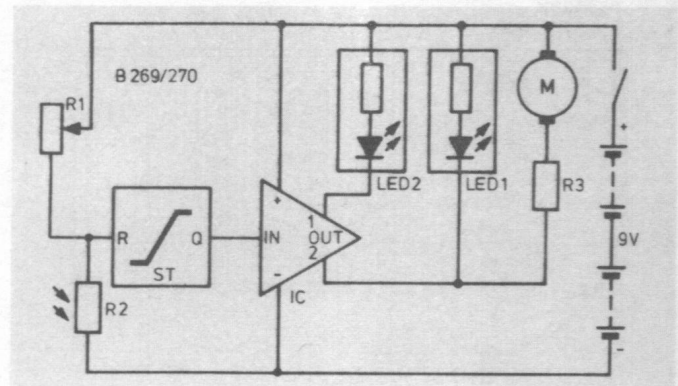 B 269/270
R1
M
+
LED2
LED1
R3
R
Q
ST
+
IN
1
OUT
2
-
IC
9V
R2
-